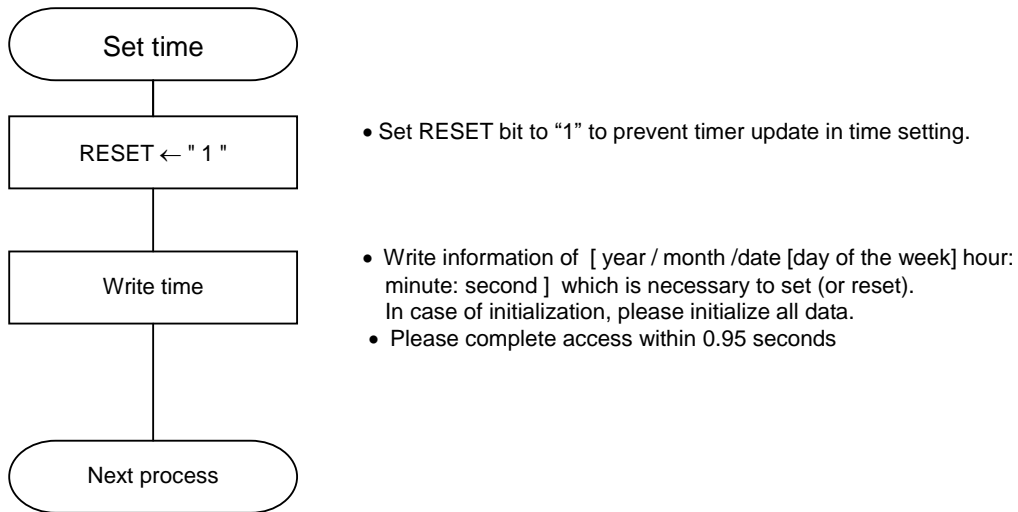 Set time
RESET ← " 1 "
• Set RESET bit to “1” to prevent timer update in time setting.
Write time
• Write information of [ year / month /date [day of the week] hour:
minute: second ] which is necessary to set (or reset).
In case of initialization, please initialize all data.
• Please complete access within 0.95 seconds
Next process